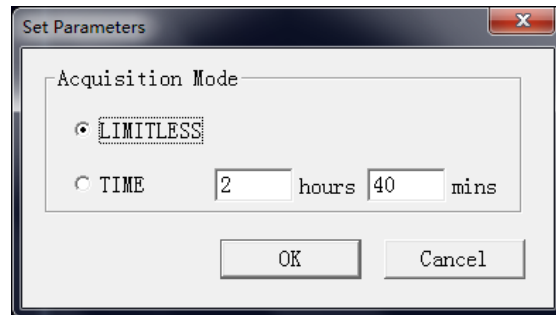 Set Parameters
Acquisition Mode
LIMITLESS
TIME 2 hours 40 mins
OK Cancel